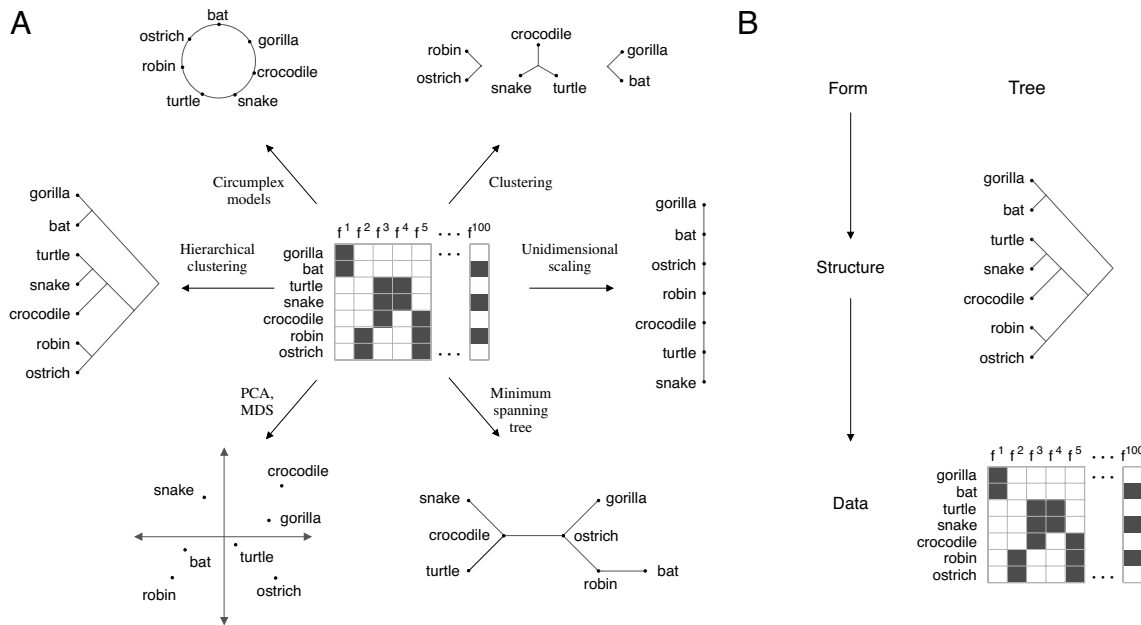 A
bat
ostrich
gorilla
robin
crocodile
turtle
snake
crocodile
robin
gorilla
ostrich
bat
snake
turtle
Circumplex
models
Clustering
gorilla
bat
turtle
snake
crocodile
robin
ostrich
Hierarchical
clustering
f1 f2 f3 f4 f5 ... f100
gorilla ...
bat
turtle
snake
crocodile
robin
ostrich ...
Unidimensional
scaling
gorilla
bat
ostrich
robin
crocodile
turtle
snake
PCA,
MDS
Minimum
spanning
tree
crocodile
snake
gorilla
turtle
bat
robin
ostrich
snake
gorilla
crocodile
ostrich
turtle
robin
bat
B
Form
Tree
Structure
gorilla
bat
turtle
snake
crocodile
robin
ostrich
Data
f1 f2 f3 f4 f5 ... f100
gorilla ...
bat
turtle
snake
crocodile
robin
ostrich ...